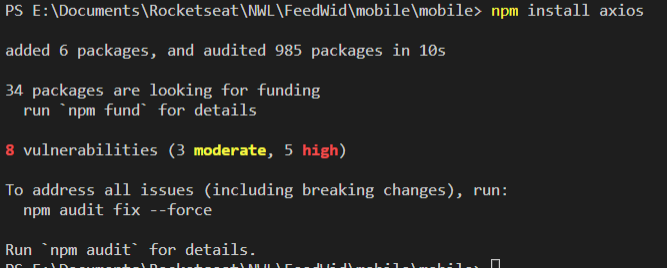 PS E:\Documents\Rocketseat\NWL\FeedWid\mobile\mobile> npm install axios
added 6 packages, and audited 985 packages in 10s
34 packages are looking for funding
run `npm fund` for details
8 vulnerabilities (3 moderate, 5 high)
To address all issues (including breaking changes), run:
npm audit fix --force
Run `npm audit` for details.
PS E:\Documents\Rocketseat\NWL\FeedWid\mobile\mobile>